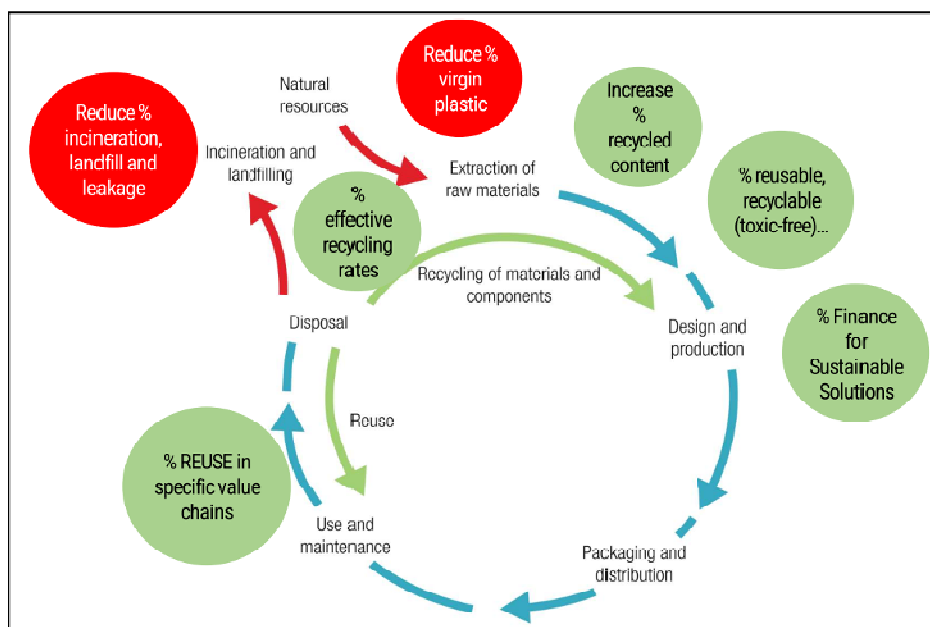 Reduce %
virgin
plastic
Natural
resources
Increase
%
recycled
content
Reduce %
incineration,
landfill and
leakage
Incineration and
landfilling
Extraction of
raw materials
% reusable,
recyclable
(toxic-free)...
%
effective
recycling
rates
Recycling of materials and
components
Disposal
Design and
production
% Finance
for
Sustainable
Solutions
Reuse
% REUSE in
specific value
chains
Use and
maintenance
Packaging and
distribution